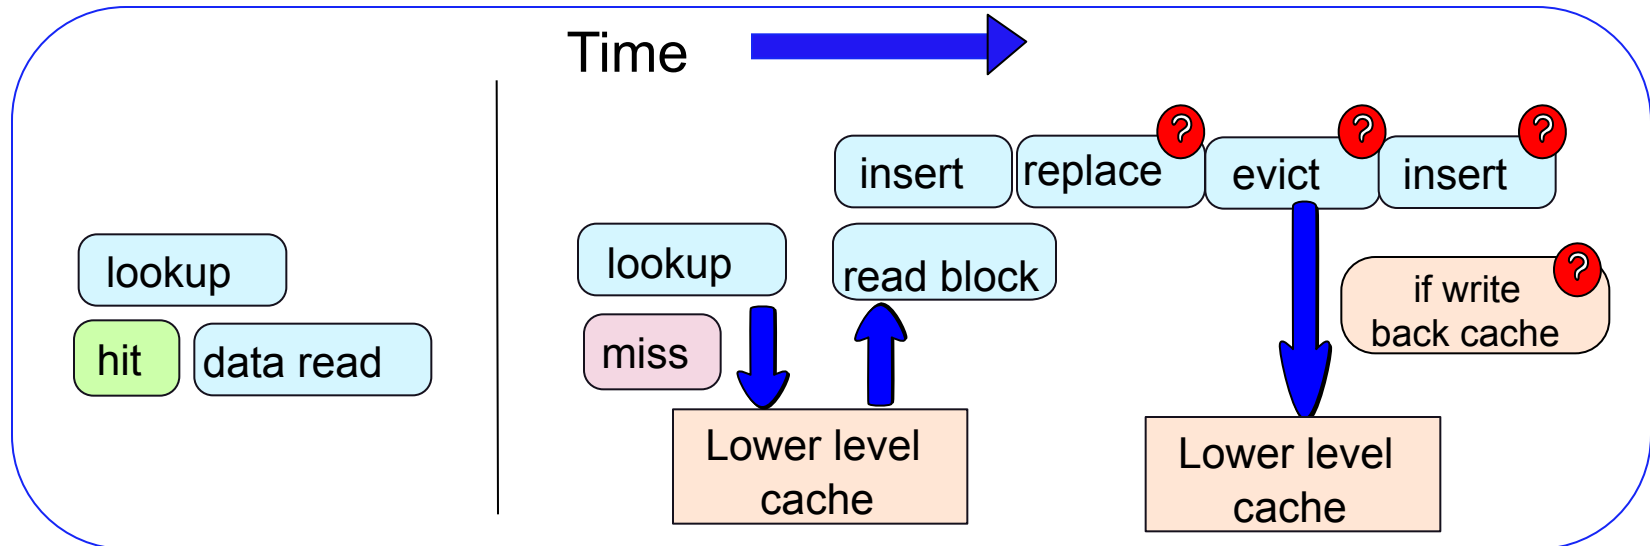 Time
lookup
hit
data read
insert
replace
?
evict
?
insert
?
lookup
read block
miss
Lower level
cache
?
if write
back cache
Lower level
cache